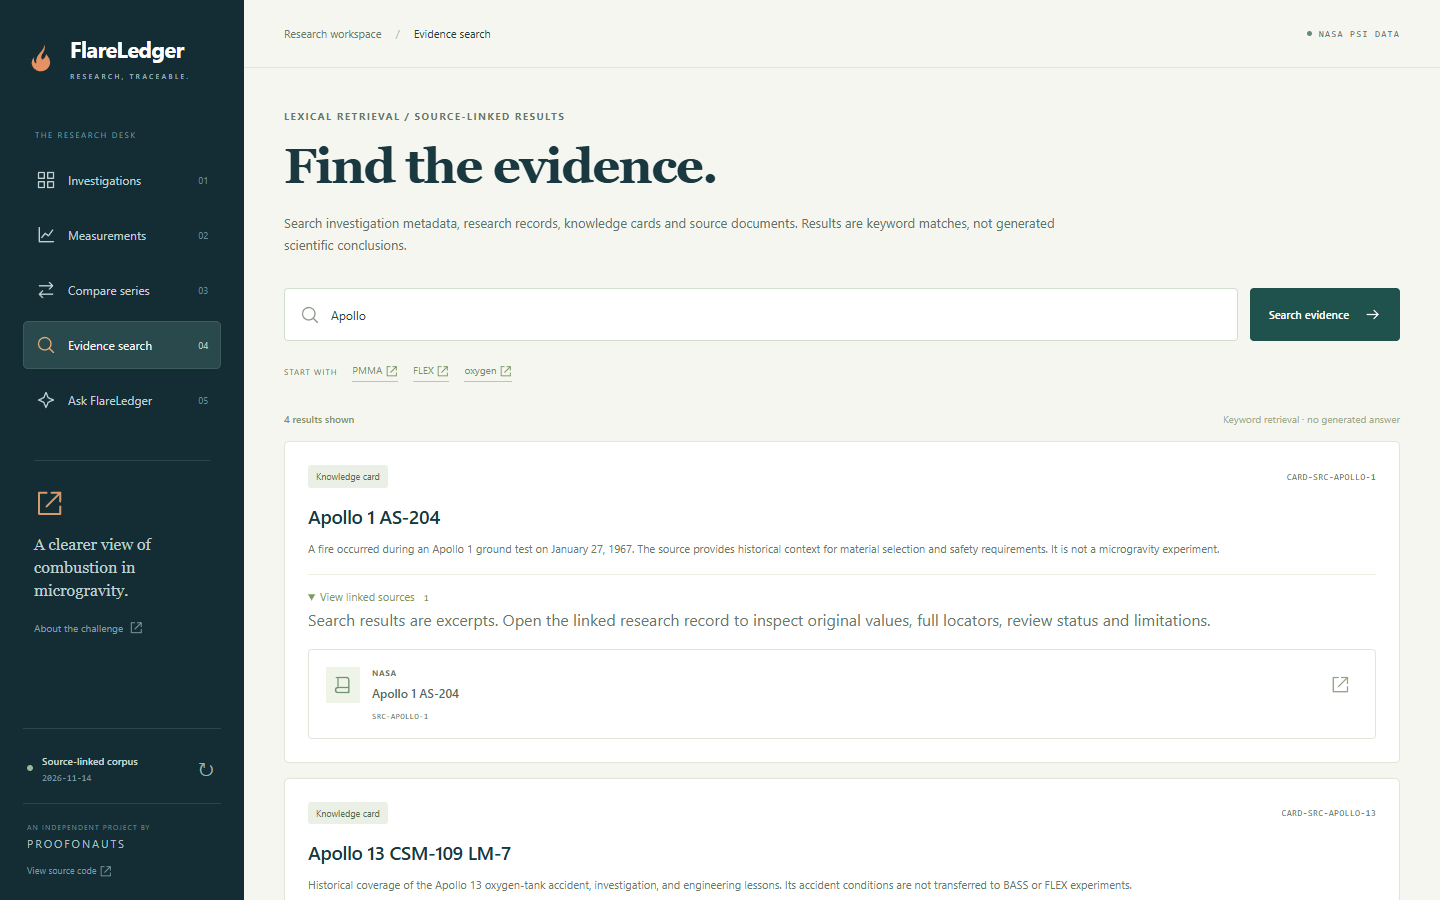 FlareLedger
RESEARCH, TRACEABLE.
THE RESEARCH DESK
Investigations 01
Measurements 02
Compare series 03
Evidence search 04
Ask FlareLedger 05
A clearer view of
combustion in
microgravity.
About the challenge
Source-linked corpus
2026-11-14
AN INDEPENDENT PROJECT BY
PROOFONAUTS
View source code
Research workspace / Evidence search
NASA PSI DATA
LEXICAL RETRIEVAL / SOURCE-LINKED RESULTS
Find the evidence.
Search investigation metadata, research records, knowledge cards and source documents. Results are keyword matches, not generated
scientific conclusions.
Apollo
Search evidence
START WITH PMMA FLEX oxygen
4 results shown
Keyword retrieval · no generated answer
Knowledge card
CARD-SRC-APOLLO-1
Apollo 1 AS-204
A fire occurred during an Apollo 1 ground test on January 27, 1967. The source provides historical context for material selection and safety requirements. It is not a microgravity experiment.
View linked sources 1
Search results are excerpts. Open the linked research record to inspect original values, full locators, review status and limitations.
NASA
Apollo 1 AS-204
SRC-APOLLO-1
Knowledge card
CARD-SRC-APOLLO-13
Apollo 13 CSM-109 LM-7
Historical coverage of the Apollo 13 oxygen-tank accident, investigation, and engineering lessons. Its accident conditions are not transferred to BASS or FLEX experiments.